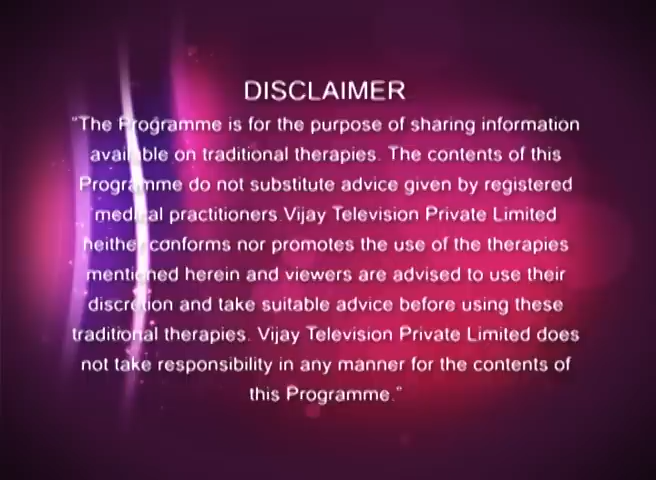 DISCLAIMER
"The Programme is for the purpose of sharing information
available on traditional therapies. The contents of this
Programme do not substitute advice given by registered
medical practitioners.Vijay Television Private Limited
neither conforms nor promotes the use of the therapies
mentioned herein and viewers are advised to use their
discretion and take suitable advice before using these
traditional therapies. Vijay Television Private Limited does
not take responsibility in any manner for the contents of
this Programme."